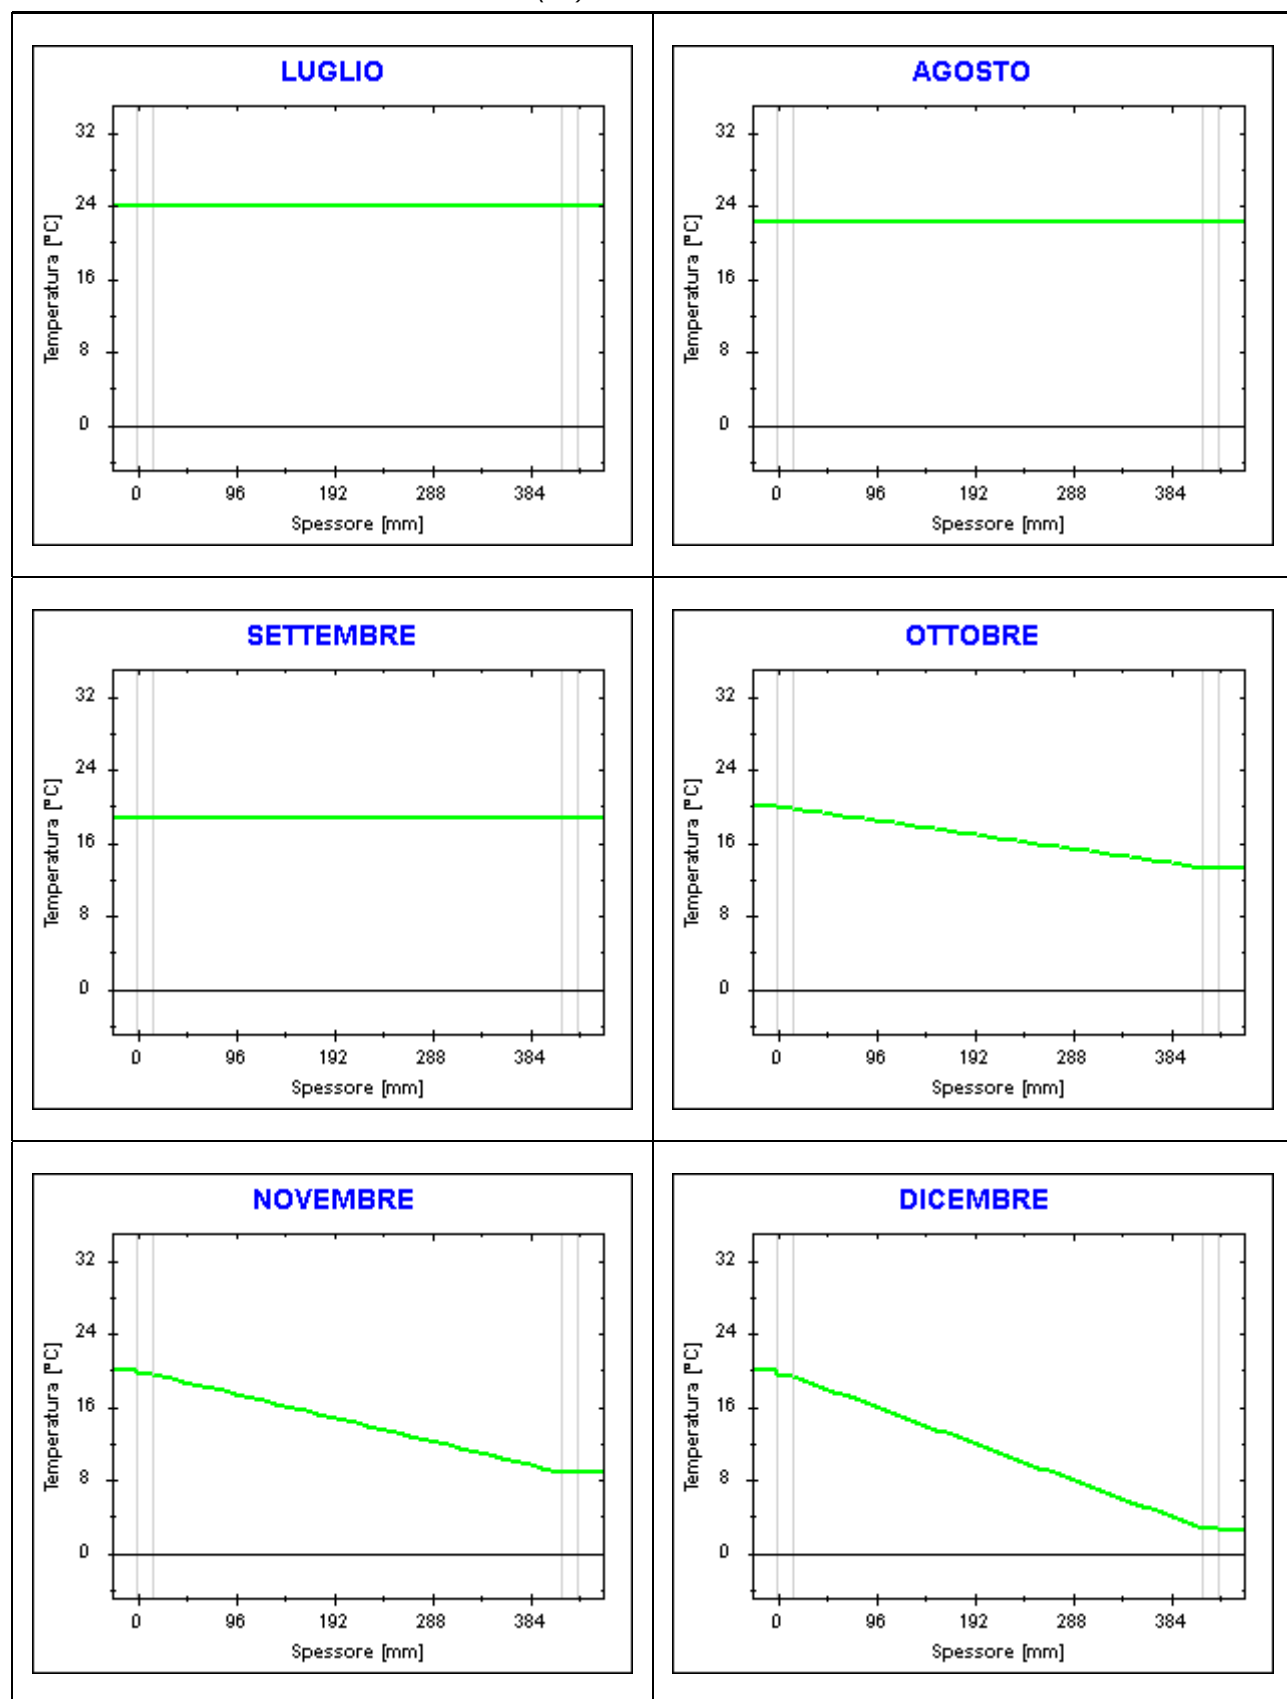 LUGLIO
32
24
16
8
0
Temperatura [°C]
0 96 192 288 384
Spessore [mm]
AGOSTO
32
24
16
8
0
Temperatura [°C]
0 96 192 288 384
Spessore [mm]
SETTEMBRE
32
24
16
8
0
Temperatura [°C]
0 96 192 288 384
Spessore [mm]
OTTOBRE
32
24
16
8
0
Temperatura [°C]
0 96 192 288 384
Spessore [mm]
NOVEMBRE
32
24
16
8
0
Temperatura [°C]
0 96 192 288 384
Spessore [mm]
DICEMBRE
32
24
16
8
0
Temperatura [°C]
0 96 192 288 384
Spessore [mm]